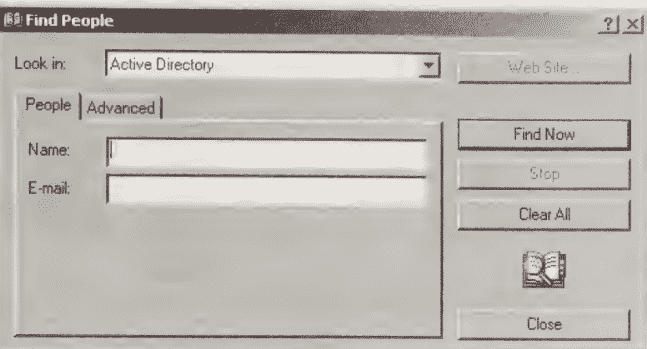 Find People
Look in:
Active Directory
Web Site...
People
Advanced
Name:
E-mail:
Find Now
Stop
Clear All
Close